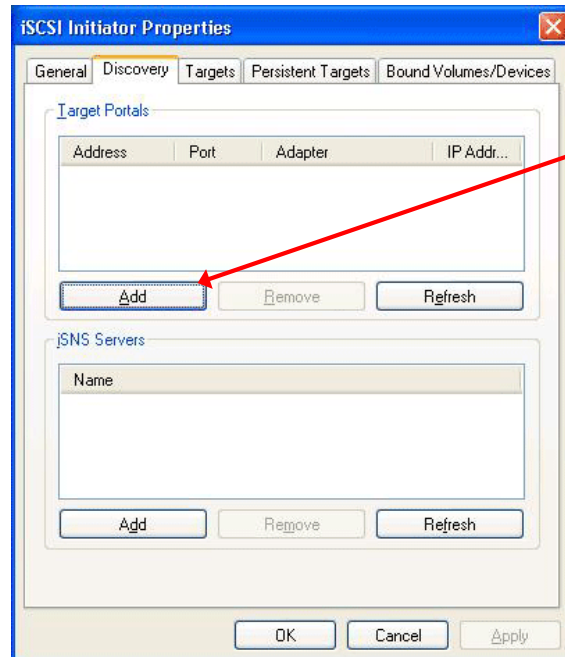 iSCSI Initiator Properties
General Discovery Targets Persistent Targets Bound Volumes/Devices
Target Portals
Address Port Adapter IP Addr...
Add Remove Refresh
iSNS Servers
Name
Add Remove Refresh
OK Cancel Apply